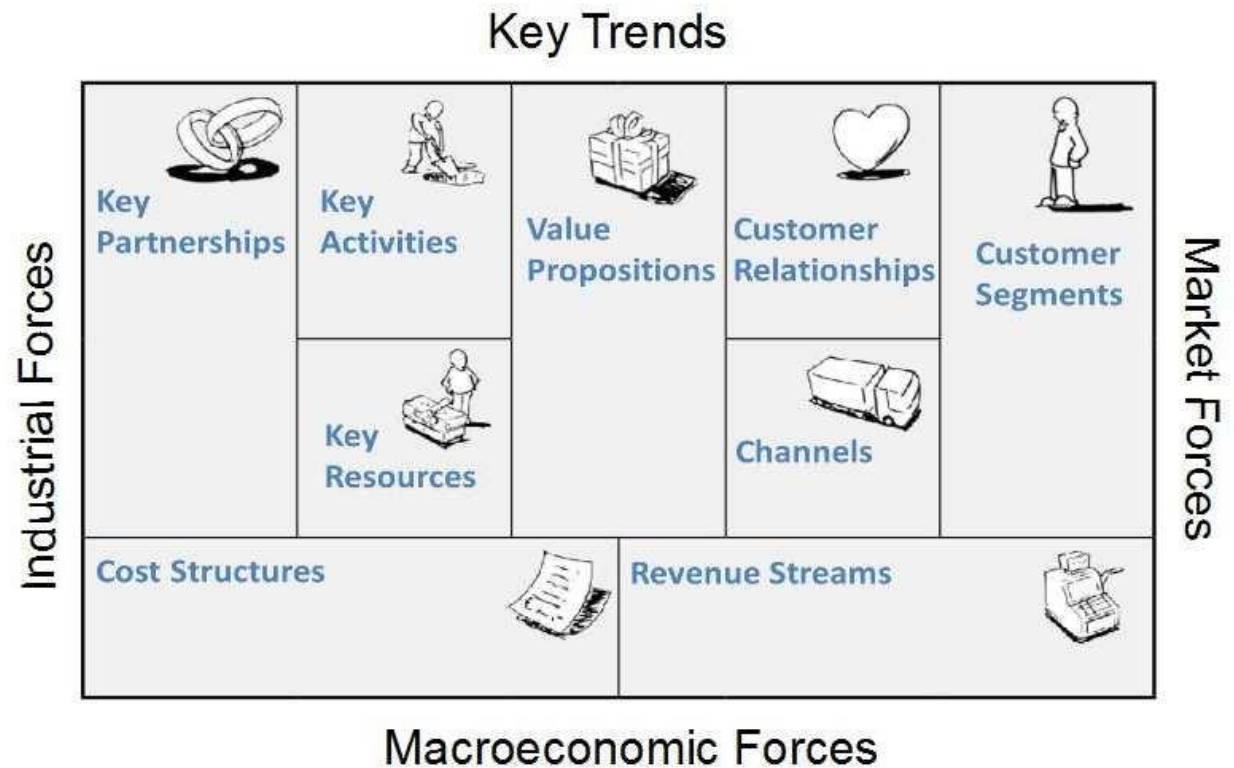 Key Trends
Industrial Forces
Key
Partnerships
Key
Activities
Key
Resources
Value
Propositions
Customer
Relationships
Channels
Customer
Segments
Cost Structures
Revenue Streams
Market Forces
Macroeconomic Forces